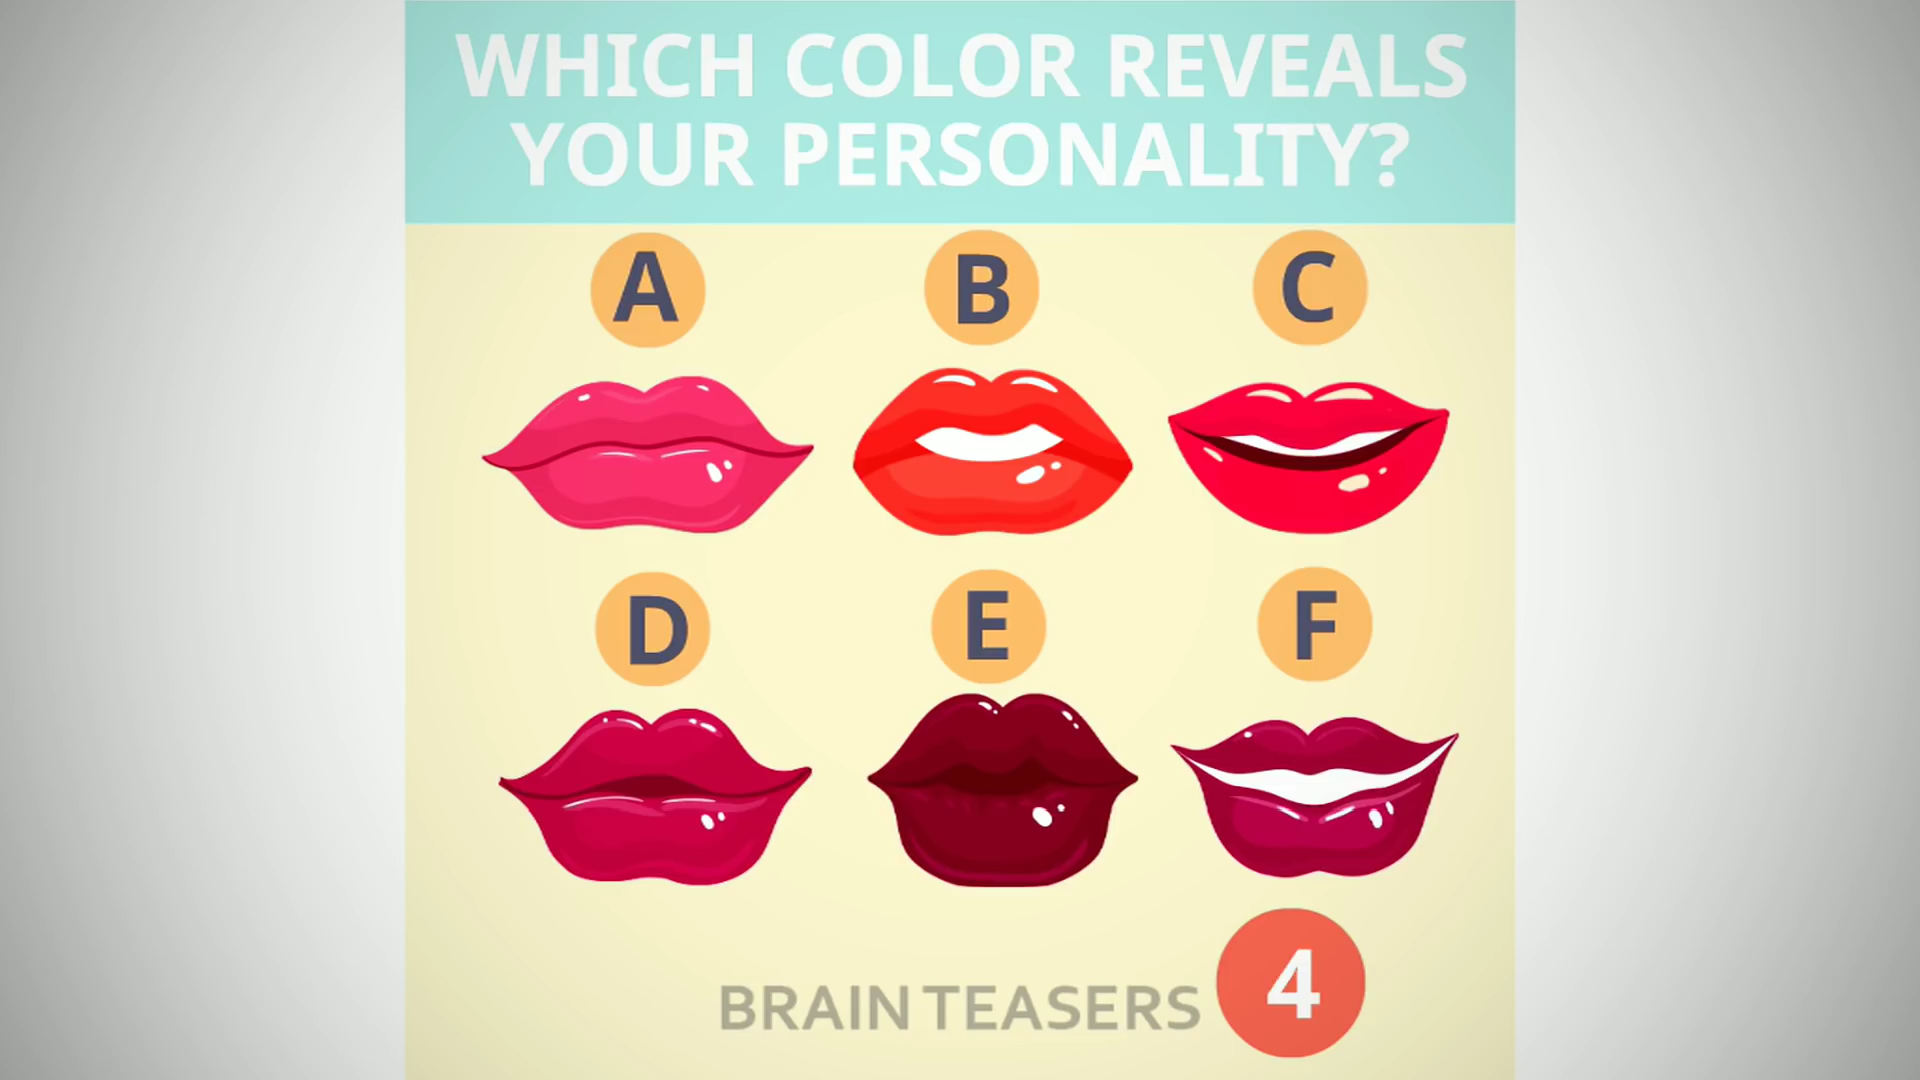 WHICH COLOR REVEALS
YOUR PERSONALITY?
A B C
D E F
BRAIN TEASERS 4